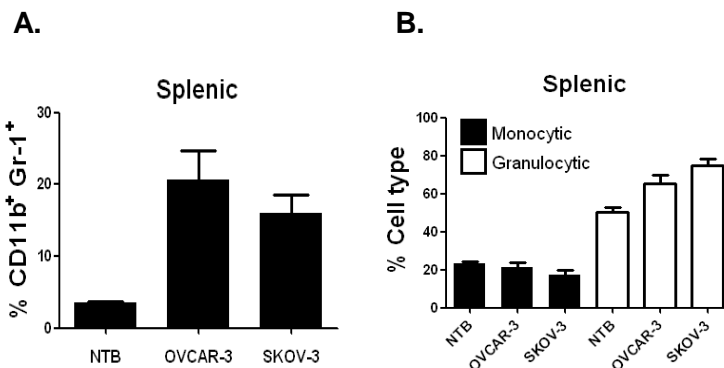 A.
Splenic
% CD11b+ Gr-1+
30
20
10
0
NTB OVCAR-3 SKOV-3
B.
Splenic
% Cell type
100
80
60
40
20
0
Monocytic
Granulocytic
NTB OVCAR-3 SKOV-3 NTB OVCAR-3 SKOV-3